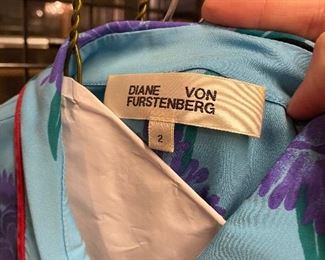 DIANE VON
FURSTENBERG
2